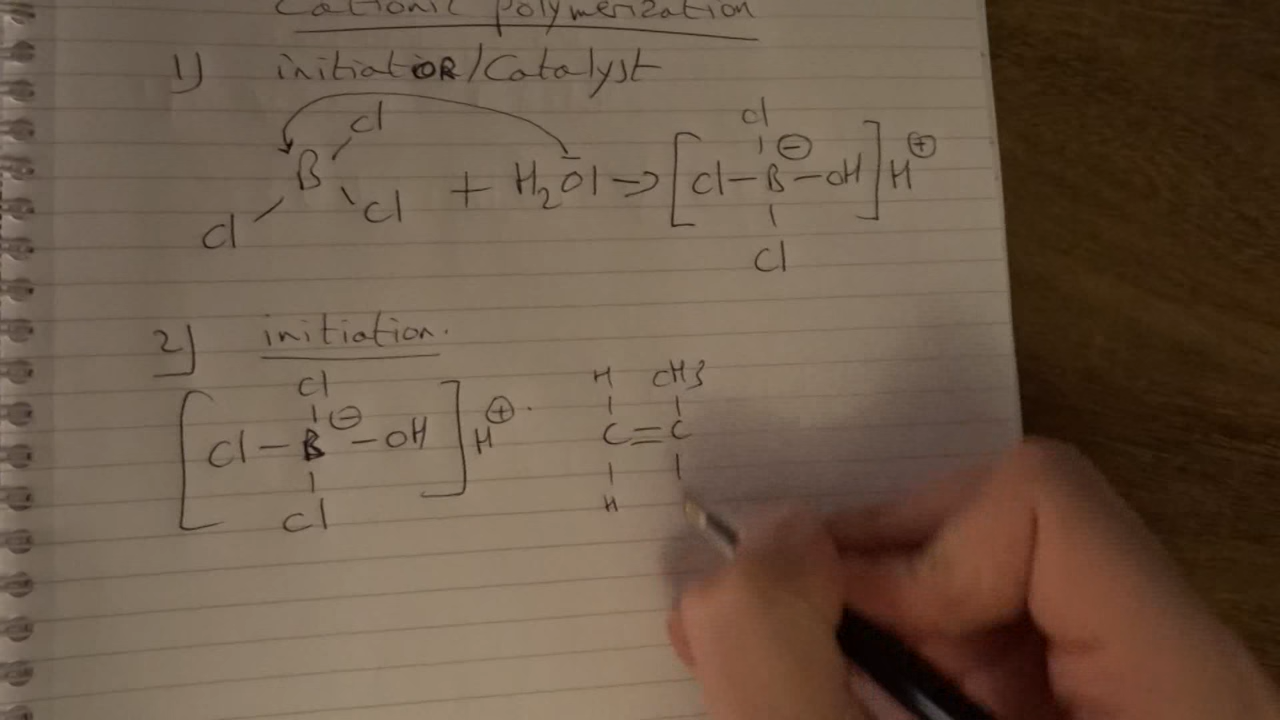 Cationic polymerization
1) initiatOR/Catalyst
Cl
B + H2O → [Cl-B-OH]H
Cl
Cl
Cl ⊖ ⊕
Cl
2) initiation.
Cl H CH3
[Cl-B⊖-OH]H⊕. C=C
Cl H